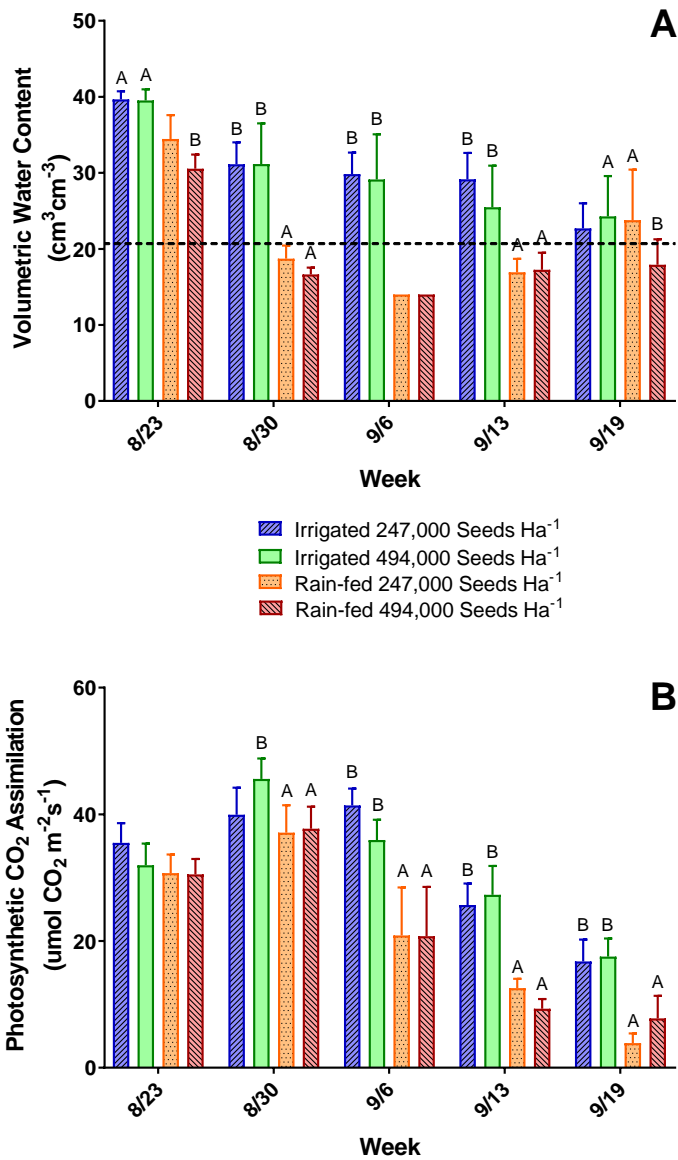 A
50
40
30
20
10
0
Volumetric Water Content
(cm³cm⁻³)
A A B
B B A A
B B
B B A A
A A B
8/23 8/30 9/6 9/13 9/19
Week
Irrigated 247,000 Seeds Ha⁻¹
Irrigated 494,000 Seeds Ha⁻¹
Rain-fed 247,000 Seeds Ha⁻¹
Rain-fed 494,000 Seeds Ha⁻¹
B
60
40
20
0
Photosynthetic CO₂ Assimilation
(umol CO₂ m⁻²s⁻¹)
B A A
B B A A
B B A A
B B A A
8/23 8/30 9/6 9/13 9/19
Week